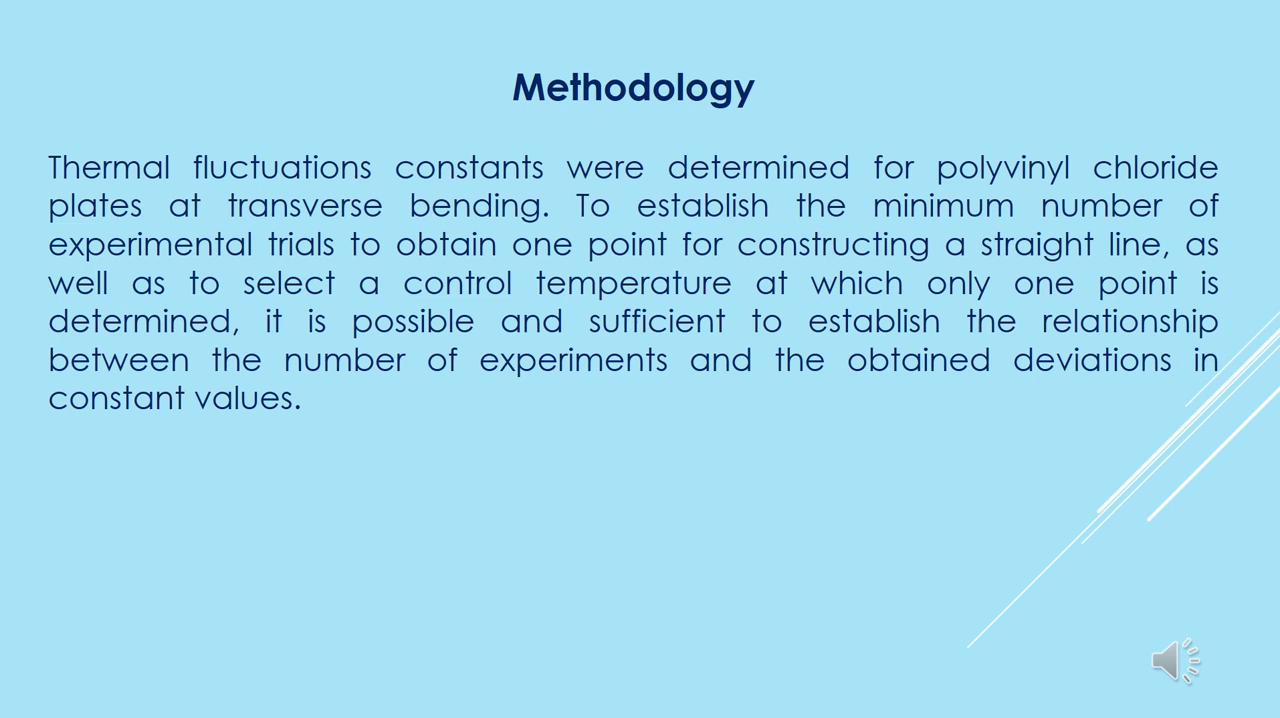 Methodology
Thermal fluctuations constants were determined for polyvinyl chloride
plates at transverse bending. To establish the minimum number of
experimental trials to obtain one point for constructing a straight line, as
well as to select a control temperature at which only one point is
determined, it is possible and sufficient to establish the relationship
between the number of experiments and the obtained deviations in
constant values.